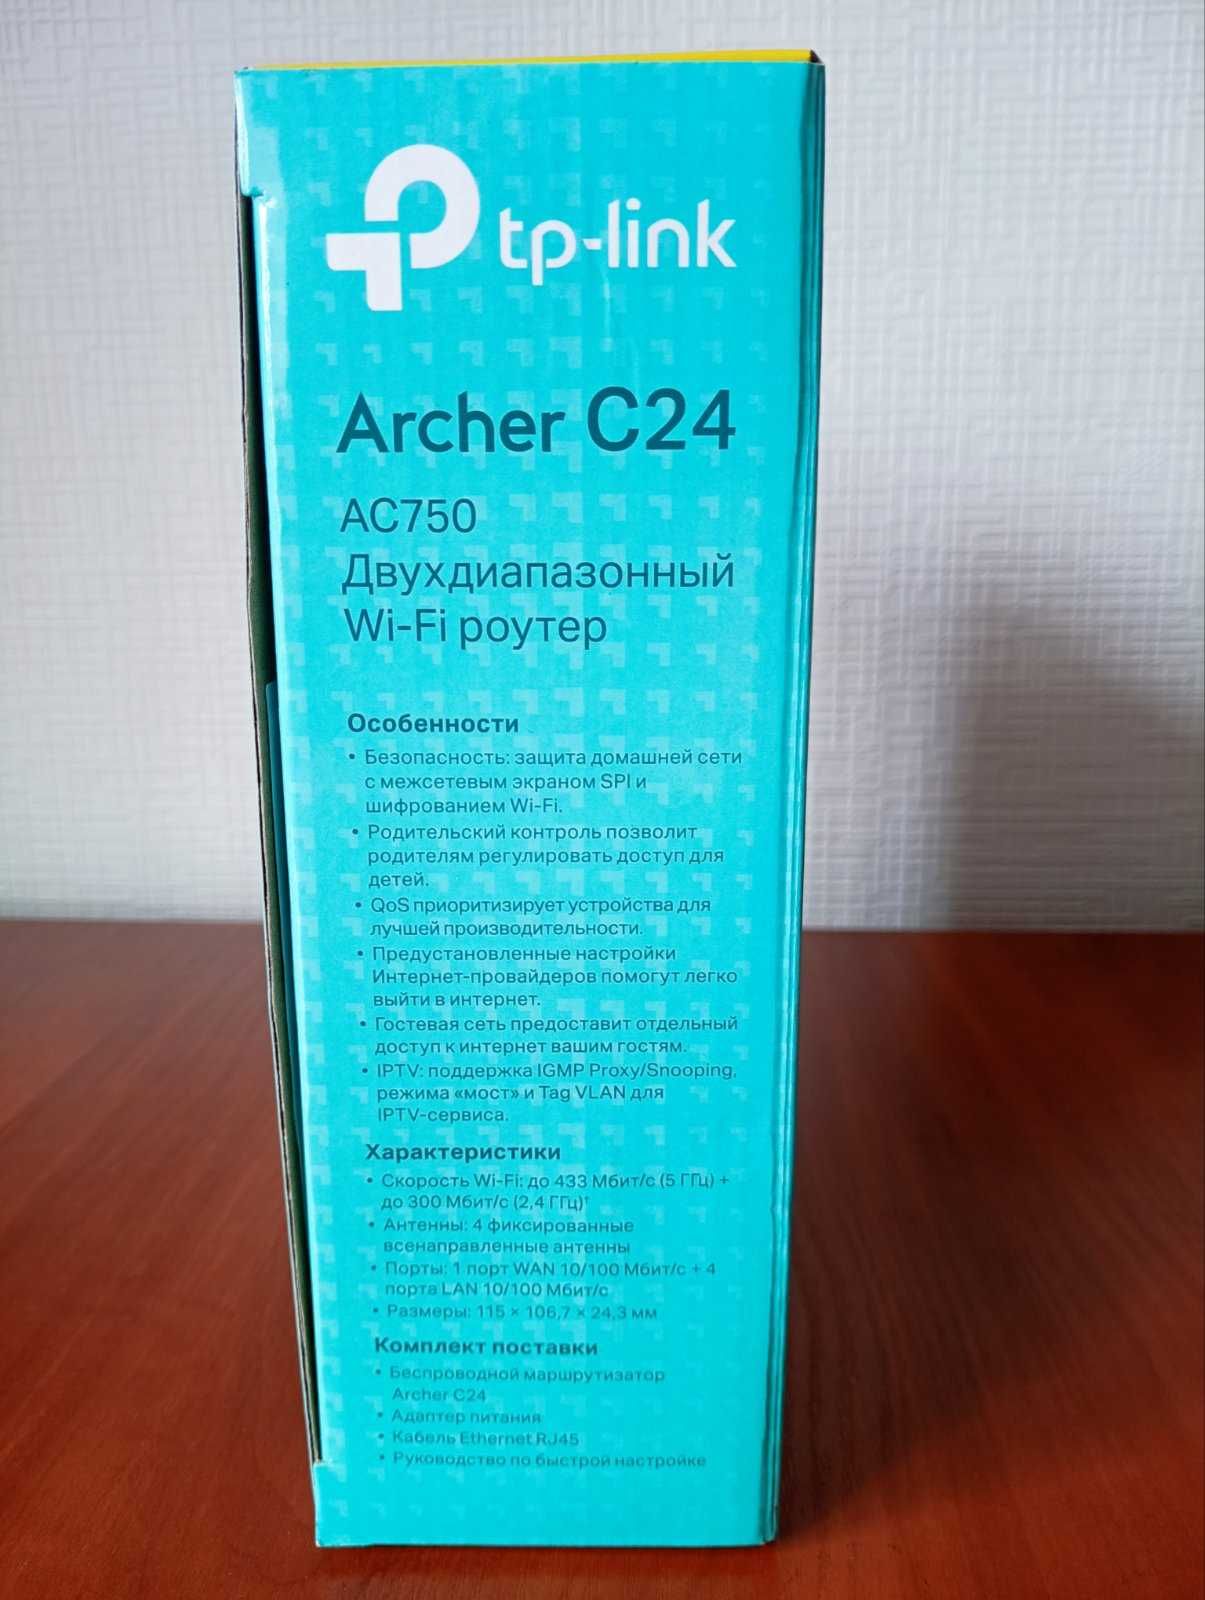 tp-link
Archer C24
AC750
Двухдиапазонный
Wi-Fi роутер
Особенности
• Безопасность: защита домашней сети
с межсетевым экраном SPI и
шифрованием Wi-Fi.
• Родительский контроль позволит
родителям регулировать доступ для
детей.
• QoS приоритизирует устройства для
лучшей производительности.
• Предустановленные настройки
Интернет-провайдеров помогут легко
выйти в интернет.
• Гостевая сеть предоставит отдельный
доступ к интернет вашим гостям.
• IPTV: поддержка IGMP Proxy/Snooping,
режима «мост» и Tag VLAN для
IPTV-сервиса.
Характеристики
• Скорость Wi-Fi: до 433 Мбит/с (5 ГГц) +
до 300 Мбит/с (2,4 ГГц)†
• Антенны: 4 фиксированные
всенаправленные антенны
• Порты: 1 порт WAN 10/100 Мбит/с + 4
порта LAN 10/100 Мбит/с
• Размеры: 115 × 106,7 × 24,3 мм
Комплект поставки
• Беспроводной маршрутизатор
Archer C24
• Адаптер питания
• Кабель Ethernet RJ45
• Руководство по быстрой настройке